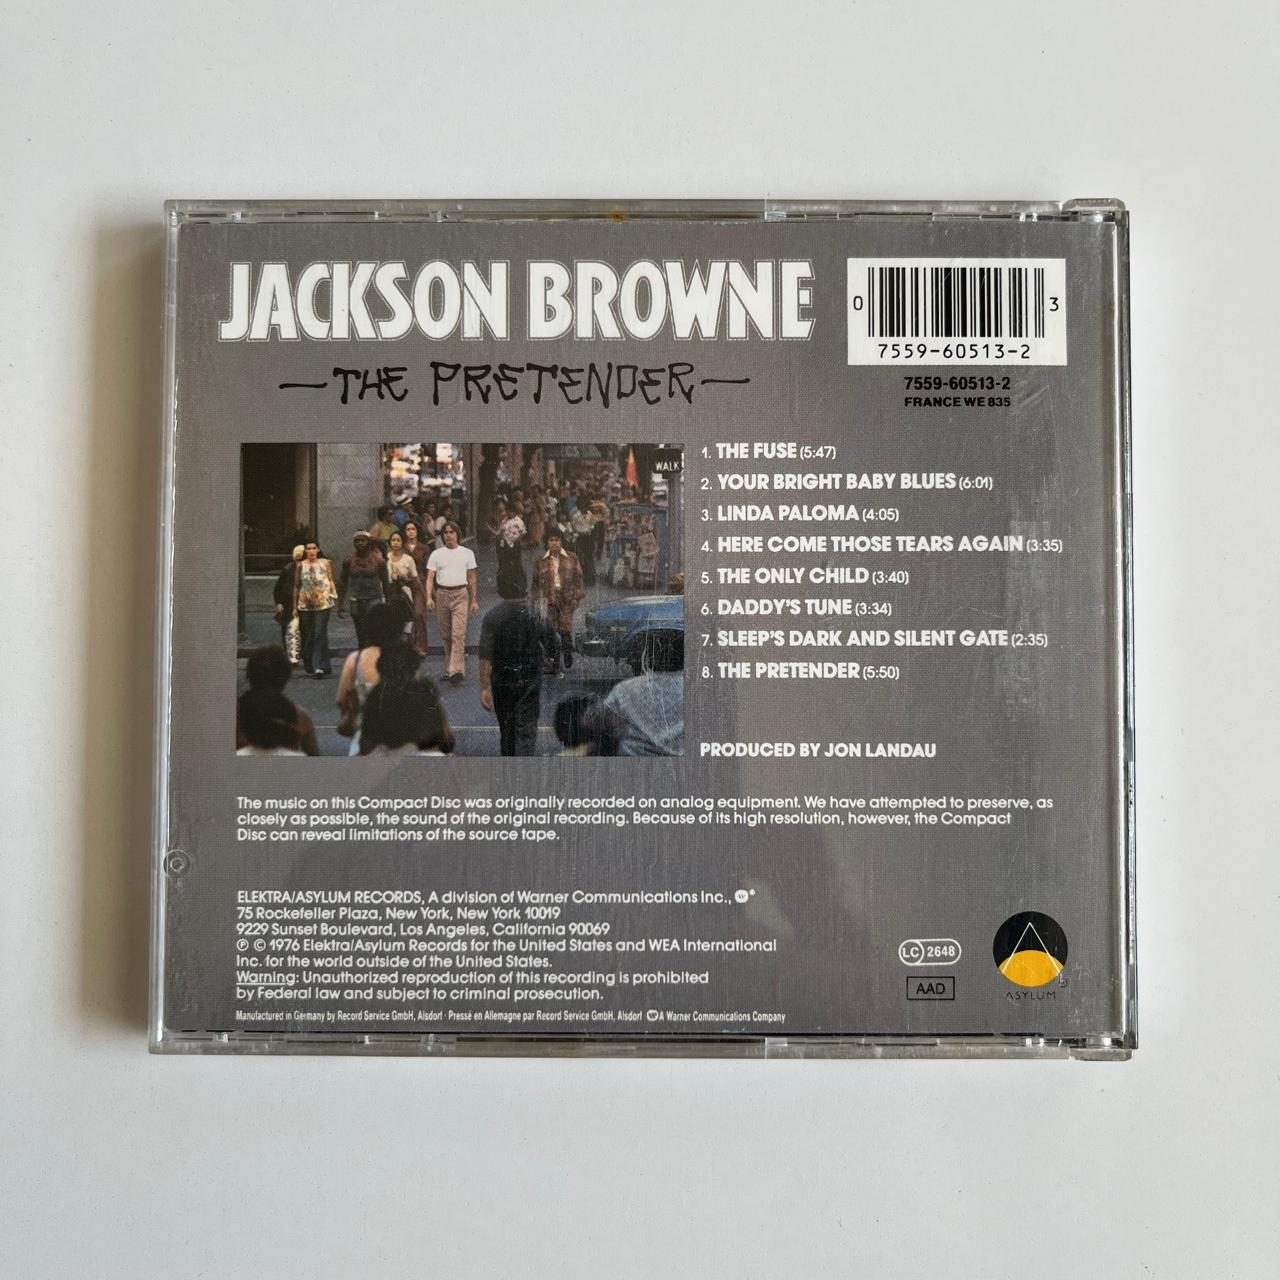 JACKSON BROWNE
—THE PRETENDER—
0 3
7559-60513-2
7559-60513-2
FRANCE WE 835
WALK
1. THE FUSE (5:47)
2. YOUR BRIGHT BABY BLUES (6:01)
3. LINDA PALOMA (4:05)
4. HERE COME THOSE TEARS AGAIN (3:35)
5. THE ONLY CHILD (3:40)
6. DADDY'S TUNE (3:34)
7. SLEEP'S DARK AND SILENT GATE (2:35)
8. THE PRETENDER (5:50)
PRODUCED BY JON LANDAU
The music on this Compact Disc was originally recorded on analog equipment. We have attempted to preserve, as
closely as possible, the sound of the original recording. Because of its high resolution, however, the Compact
Disc can reveal limitations of the source tape.
ELEKTRA/ASYLUM RECORDS, A division of Warner Communications Inc.,
75 Rockefeller Plaza, New York, New York 10019
9229 Sunset Boulevard, Los Angeles, California 90069
℗ © 1976 Elektra/Asylum Records for the United States and WEA International
Inc. for the world outside of the United States.
Warning: Unauthorized reproduction of this recording is prohibited
by Federal law and subject to criminal prosecution.
Manufactured in Germany by Record Service GmbH, Alsdorf · Pressé en Allemagne par Record Service GmbH, Alsdorf A Warner Communications Company
LC 2648
AAD
ASYLUM